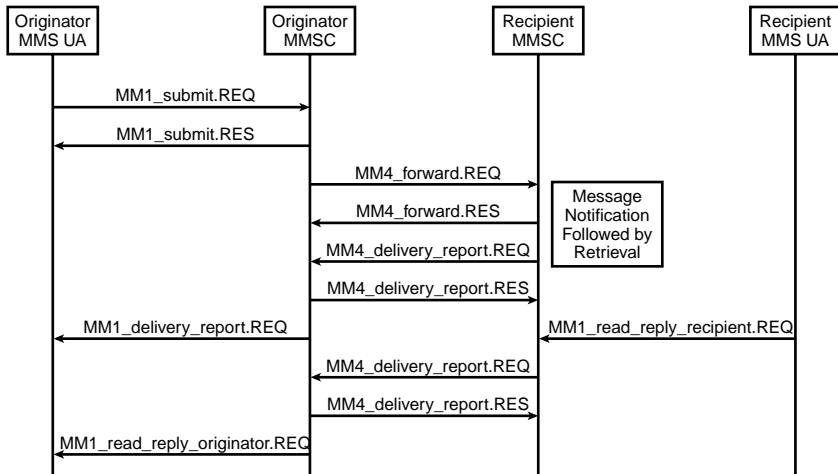 Originator
MMS UA
Originator
MMSC
Recipient
MMSC
Recipient
MMS UA
MM1_submit.REQ
MM1_submit.RES
MM4_forward.REQ
MM4_forward.RES
Message
Notification
Followed by
Retrieval
MM4_delivery_report.REQ
MM4_delivery_report.RES
MM1_delivery_report.REQ
MM1_read_reply_recipient.REQ
MM4_delivery_report.REQ
MM4_delivery_report.RES
MM1_read_reply_originator.REQ